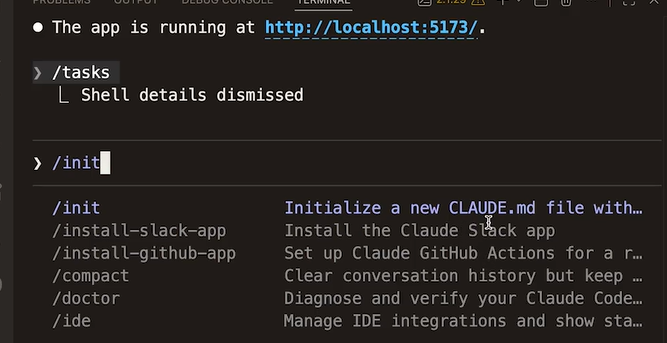 PROBLEMS OUTPUT DEBUG CONSOLE TERMINAL 2.1.29
● The app is running at http://localhost:5173/.
❯ /tasks
⎿ Shell details dismissed
❯ /init
/init Initialize a new CLAUDE.md file with…
/install-slack-app Install the Claude Slack app
/install-github-app Set up Claude GitHub Actions for a r…
/compact Clear conversation history but keep …
/doctor Diagnose and verify your Claude Code…
/ide Manage IDE integrations and show sta…